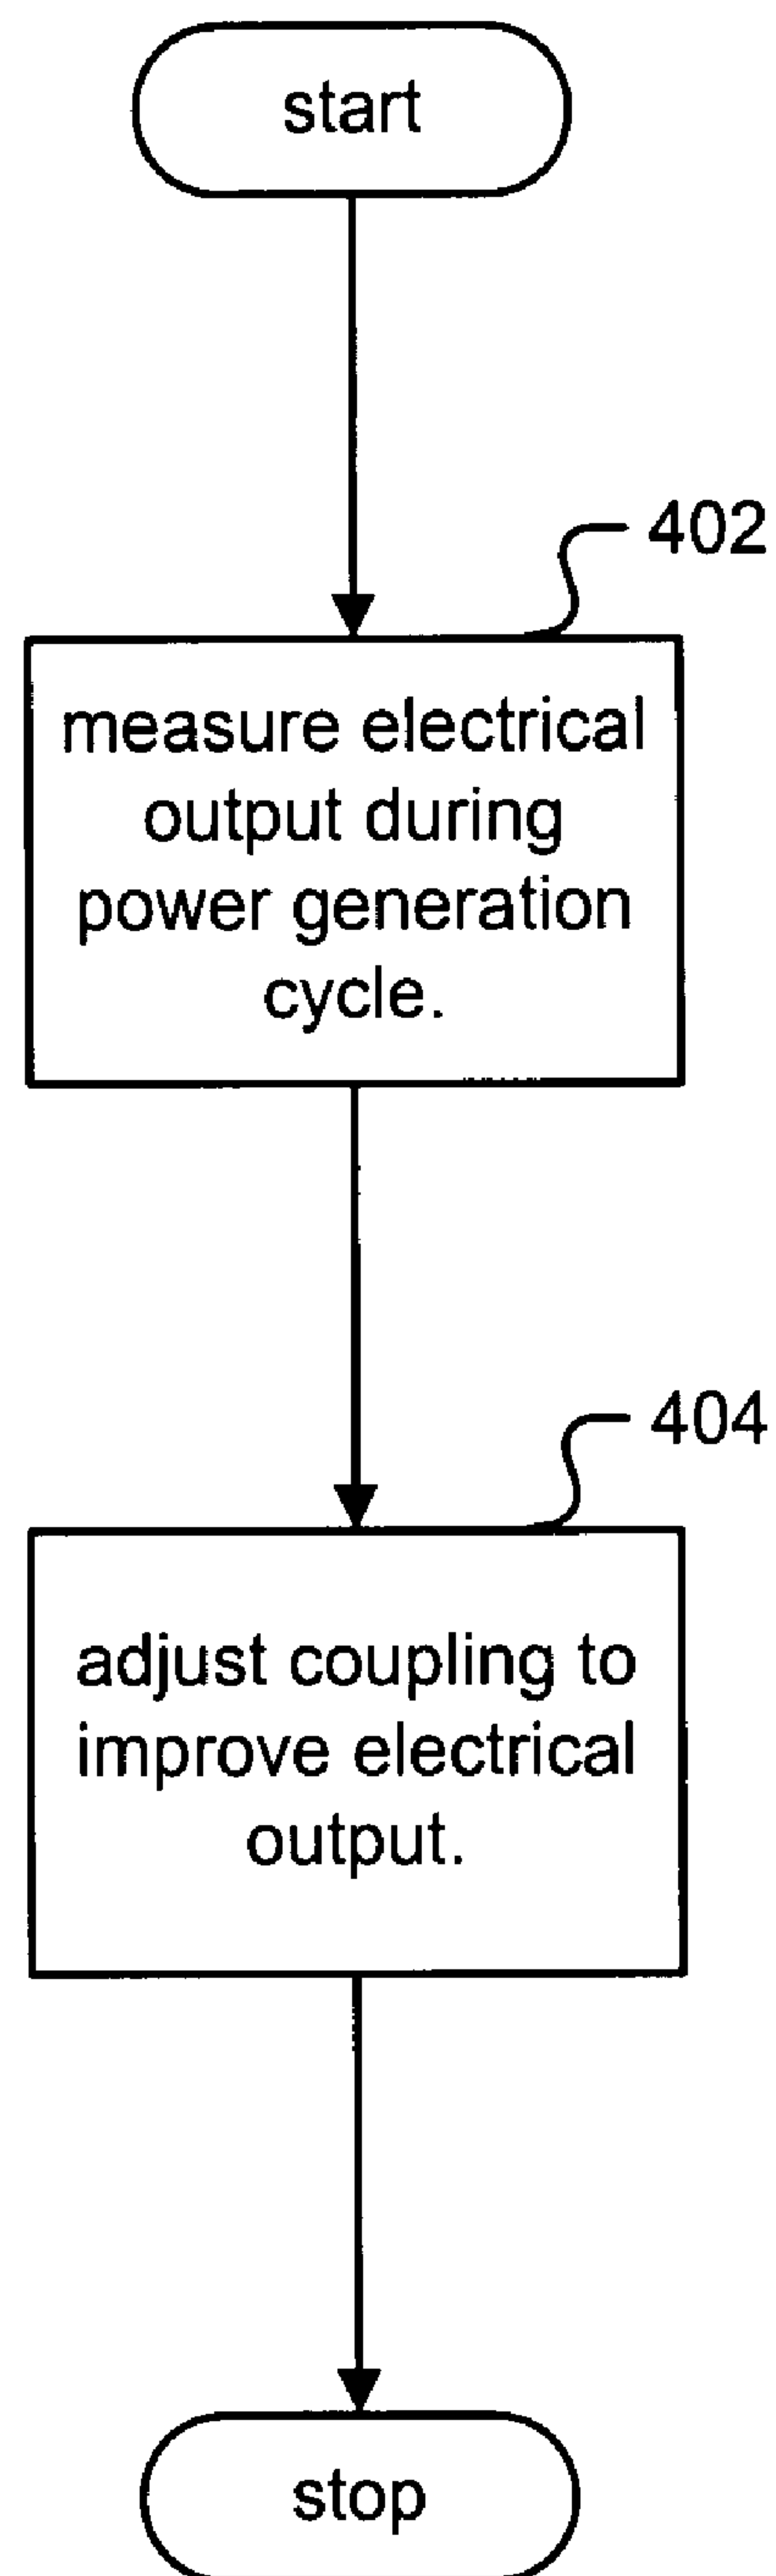 start
402
measure electrical
output during
power generation
cycle.
404
adjust coupling to
improve electrical
output.
stop